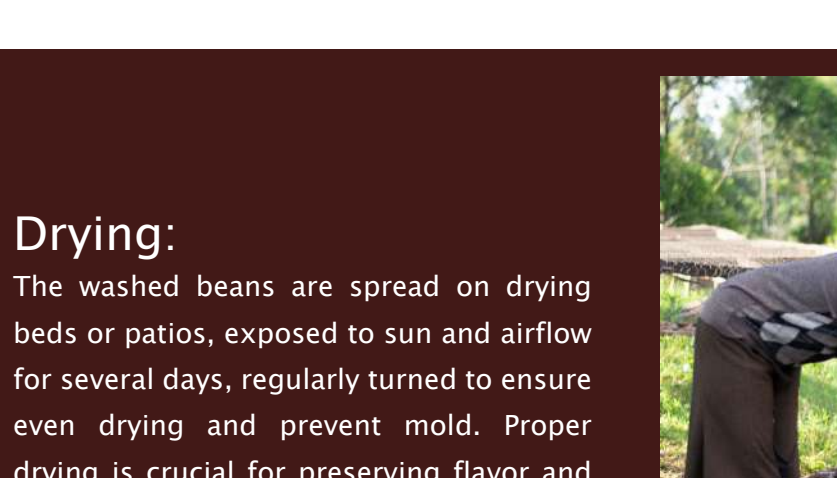 Drying:
The washed beans are spread on drying
beds or patios, exposed to sun and airflow
for several days, regularly turned to ensure
even drying and prevent mold. Proper
drying is crucial for preserving flavor and